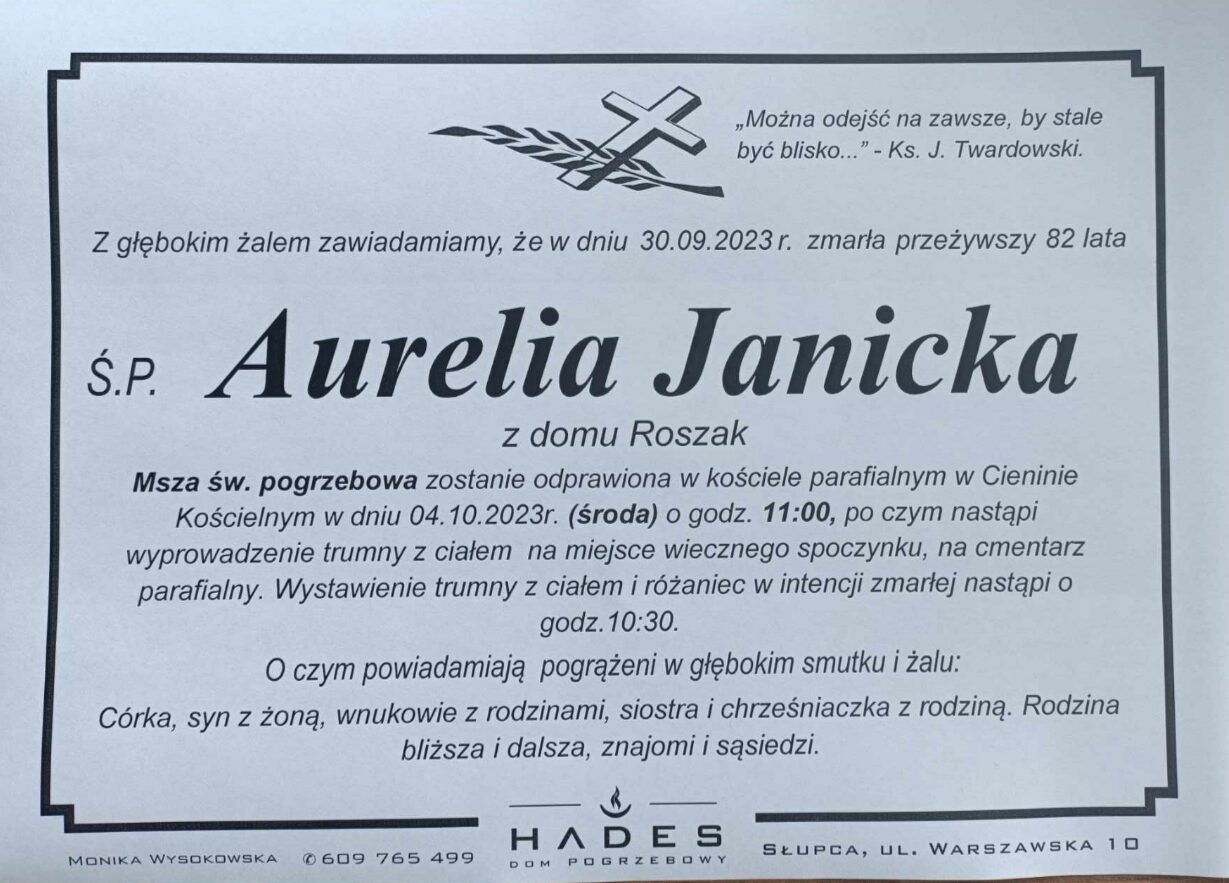 „Można odejść na zawsze, by stale
być blisko...” - Ks. J. Twardowski.
Z głębokim żalem zawiadamiamy, że w dniu 30.09.2023 r. zmarła przeżywszy 82 lata
Ś.P. Aurelia Janicka
z domu Roszak
Msza św. pogrzebowa zostanie odprawiona w kościele parafialnym w Cieninie
Kościelnym w dniu 04.10.2023r. (środa) o godz. 11:00, po czym nastąpi
wyprowadzenie trumny z ciałem na miejsce wiecznego spoczynku, na cmentarz
parafialny. Wystawienie trumny z ciałem i różaniec w intencji zmarłej nastąpi o
godz.10:30.
O czym powiadamiają pogrążeni w głębokim smutku i żalu:
Córka, syn z żoną, wnukowie z rodzinami, siostra i chrześniaczka z rodziną. Rodzina
bliższa i dalsza, znajomi i sąsiedzi.
Monika Wysokowska ✆ 609 765 499
HADES
DOM POGRZEBOWY
Słupca, ul. Warszawska 10